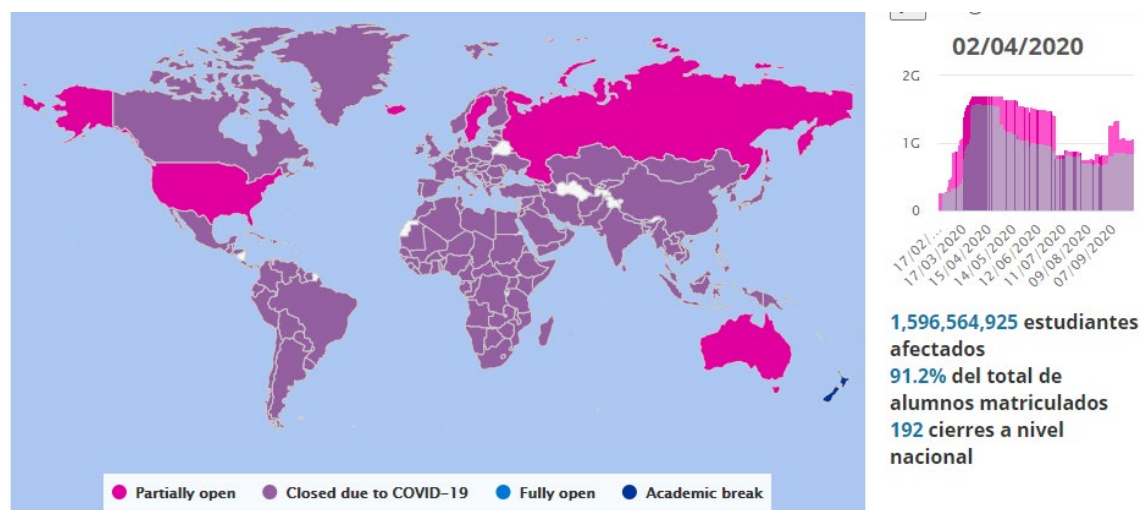 02/04/2020
2G
1G
0
17/02/...
17/03/2020
15/04/2020
14/05/2020
12/06/2020
11/07/2020
09/08/2020
07/09/2020
1,596,564,925 estudiantes
afectados
91.2% del total de
alumnos matriculados
192 cierres a nivel
nacional
Partially open
Closed due to COVID-19
Fully open
Academic break